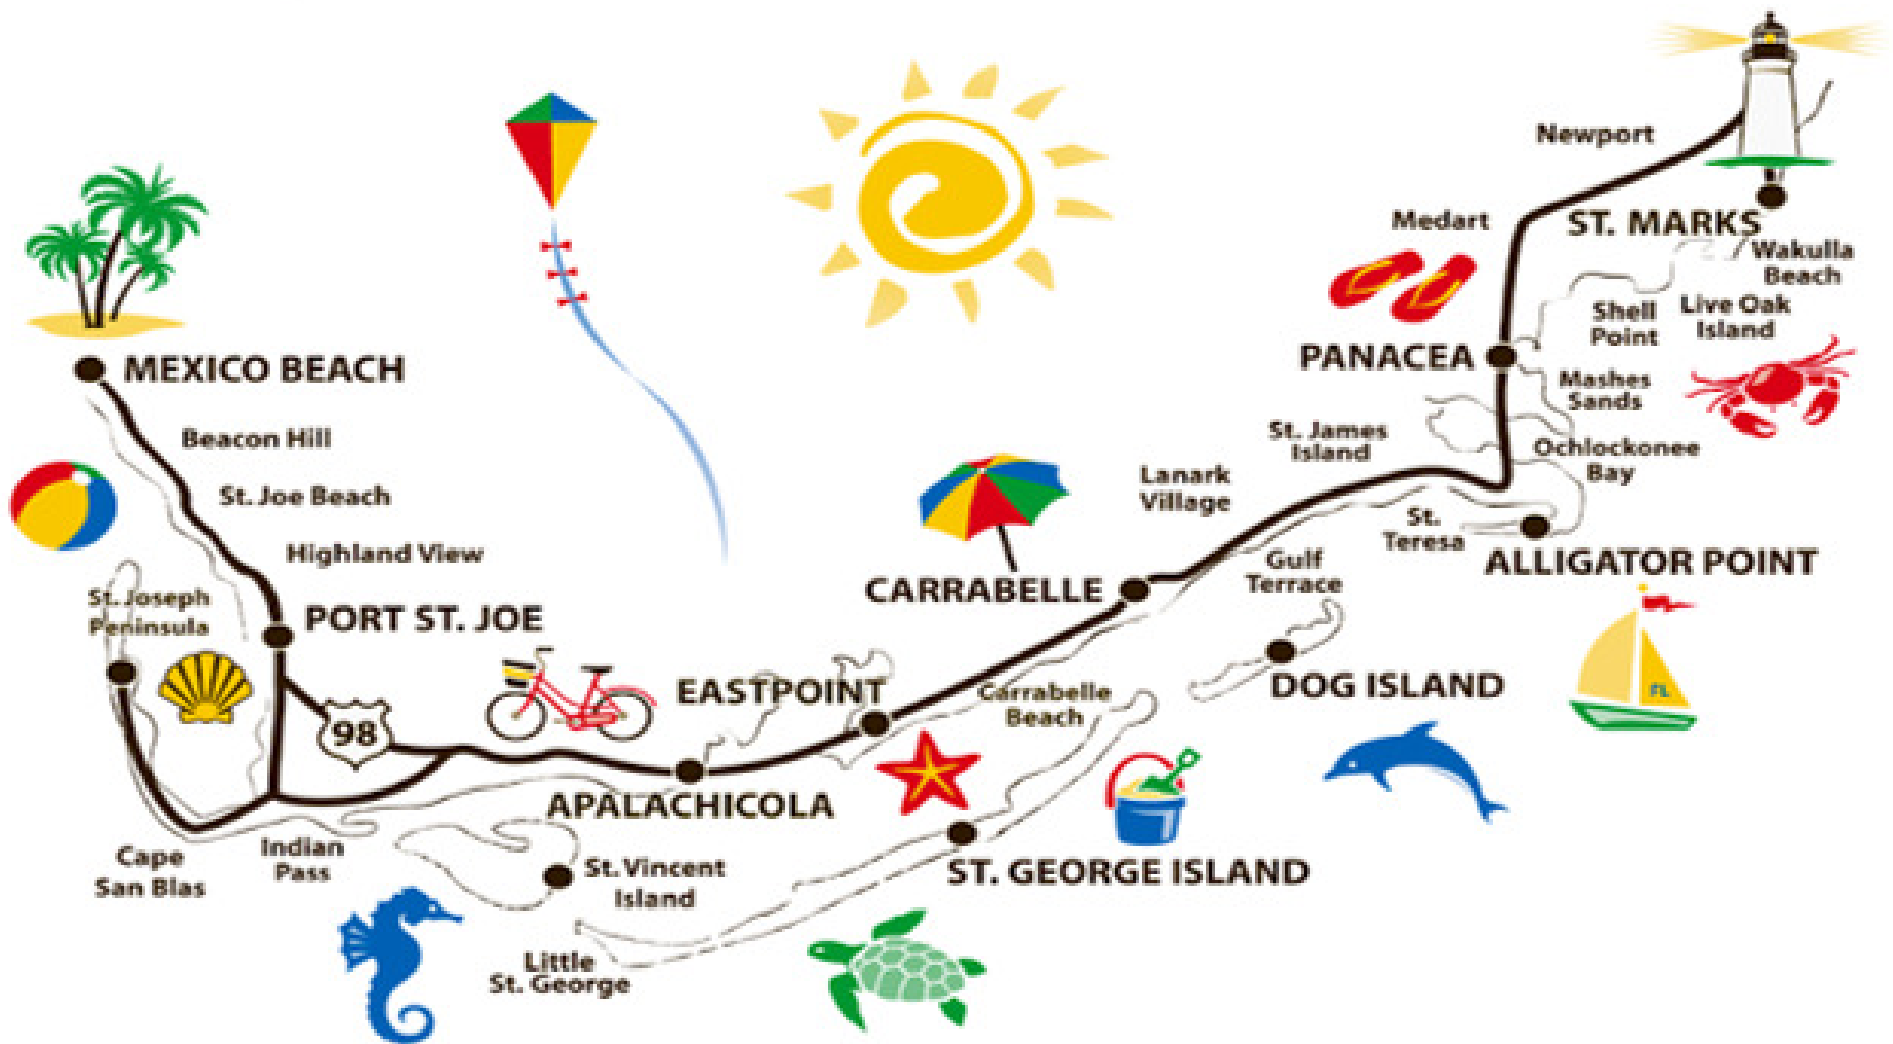 Newport
Medart
ST. MARKS
Wakulla
Beach
Shell
Point
Live Oak
Island
PANACEA
MEXICO BEACH
Mashes
Sands
Beacon Hill
St. James
Island
Ochlockonee
Bay
Lanark
Village
St. Joe Beach
St.
Teresa
Highland View
Gulf
Terrace
ALLIGATOR POINT
CARRABELLE
St. Joseph
Peninsula
PORT ST. JOE
EASTPOINT
Carrabelle
Beach
DOG ISLAND
FL
98
APALACHICOLA
Cape
San Blas
Indian
Pass
St. Vincent
Island
ST. GEORGE ISLAND
Little
St. George